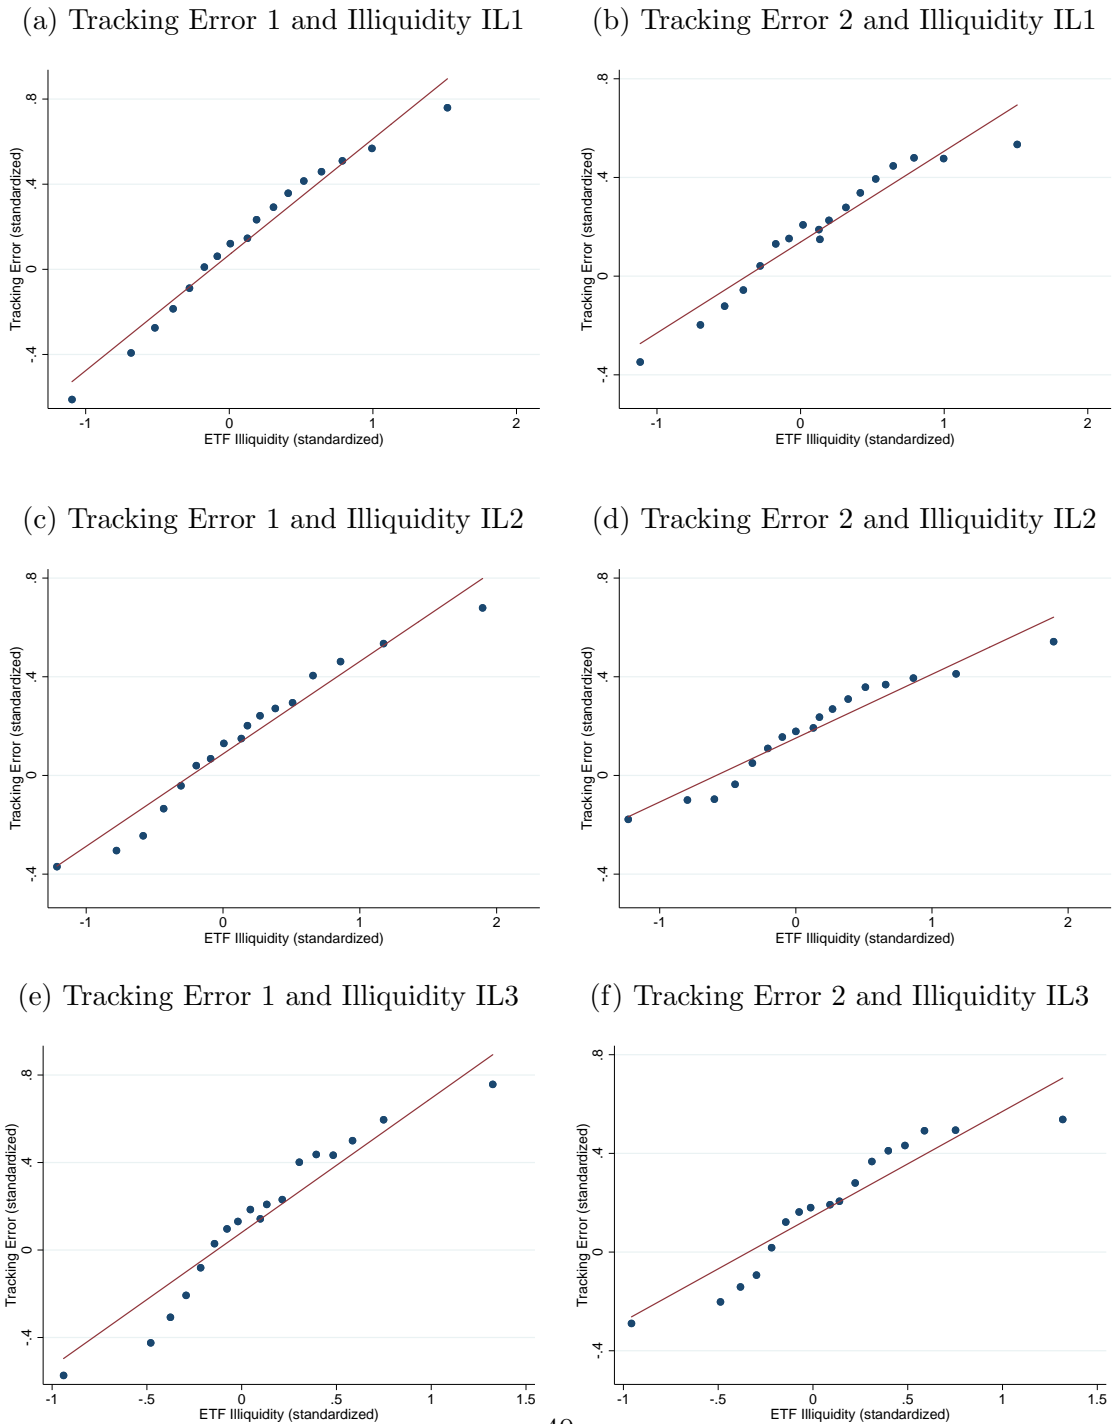 (a) Tracking Error 1 and Illiquidity IL1
Tracking Error (standardized)
.8
.4
0
-.4
-1 0 1 2
ETF Illiquidity (standardized)
(b) Tracking Error 2 and Illiquidity IL1
Tracking Error (standardized)
.8
.4
0
-.4
-1 0 1 2
ETF Illiquidity (standardized)
(c) Tracking Error 1 and Illiquidity IL2
Tracking Error (standardized)
.8
.4
0
-.4
-1 0 1 2
ETF Illiquidity (standardized)
(d) Tracking Error 2 and Illiquidity IL2
Tracking Error (standardized)
.8
.4
0
-.4
-1 0 1 2
ETF Illiquidity (standardized)
(e) Tracking Error 1 and Illiquidity IL3
Tracking Error (standardized)
.8
.4
0
-.4
-1 -.5 0 .5 1 1.5
ETF Illiquidity (standardized)
(f) Tracking Error 2 and Illiquidity IL3
Tracking Error (standardized)
.8
.4
0
-.4
-1 -.5 0 .5 1 1.5
ETF Illiquidity (standardized)